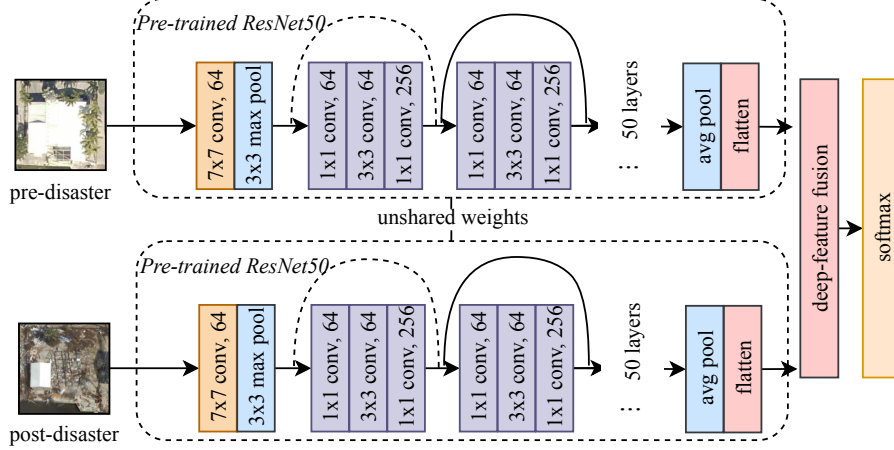 Pre-trained ResNet50
7x7 conv, 64
3x3 max pool
1x1 conv, 64
3x3 conv, 64
1x1 conv, 256
1x1 conv, 64
3x3 conv, 64
1x1 conv, 256
50 layers
...
avg pool
flatten
pre-disaster
unshared weights
Pre-trained ResNet50
7x7 conv, 64
3x3 max pool
1x1 conv, 64
3x3 conv, 64
1x1 conv, 256
1x1 conv, 64
3x3 conv, 64
1x1 conv, 256
50 layers
...
avg pool
flatten
post-disaster
deep-feature fusion
softmax